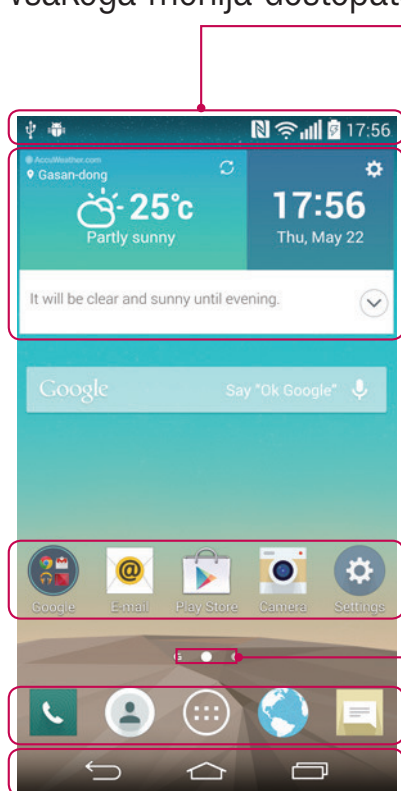 vsakega menija dostopat
17:56
AccuWeather.com
Gasan-dong
25°c
Partly sunny
17:56
Thu, May 22
It will be clear and sunny until evening.
Google
Say "Ok Google"
Google
E-mail
Play Store
Camera
Settings